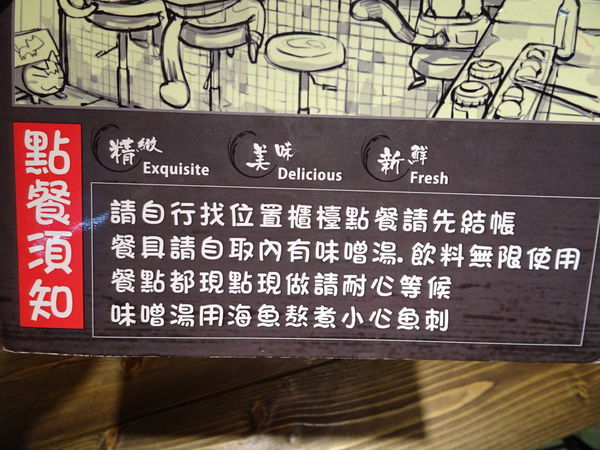 點餐須知
精緻
Exquisite
美味
Delicious
新鮮
Fresh
請自行找位置櫃檯點餐請先結帳
餐具請自取內有味噌湯.飲料無限使用
餐點都現點現做請耐心等候
味噌湯用海魚熬煮小心魚刺